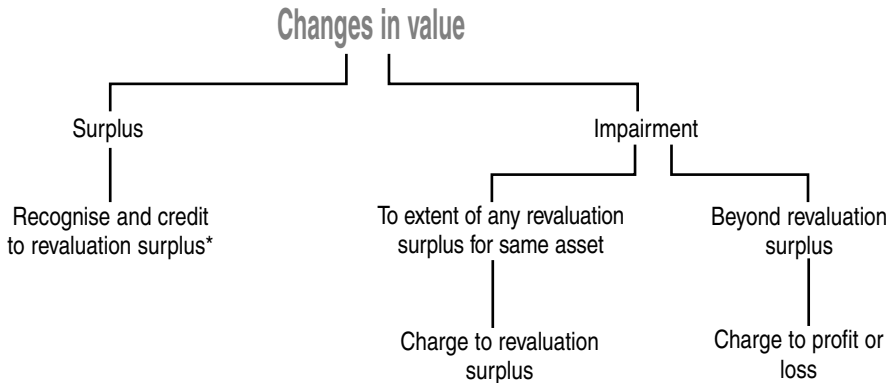 Changes in value
Surplus
Impairment
Recognise and credit
to revaluation surplus*
To extent of any revaluation
surplus for same asset
Beyond revaluation
surplus
Charge to revaluation
surplus
Charge to profit or
loss